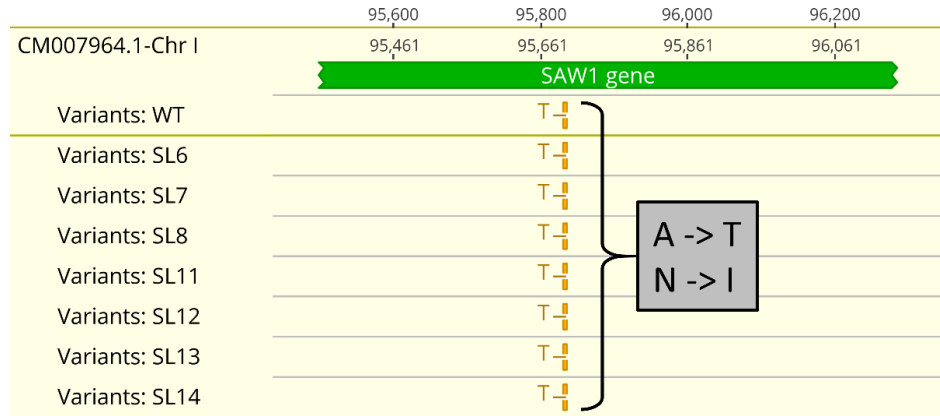 95,600 95,800 96,000 96,200
CM007964.1-Chr I 95,461 95,661 95,861 96,061
SAW1 gene
Variants: WT T
Variants: SL6 T
Variants: SL7 T
Variants: SL8 T
A -> T
Variants: SL11 T
N -> I
Variants: SL12 T
Variants: SL13 T
Variants: SL14 T